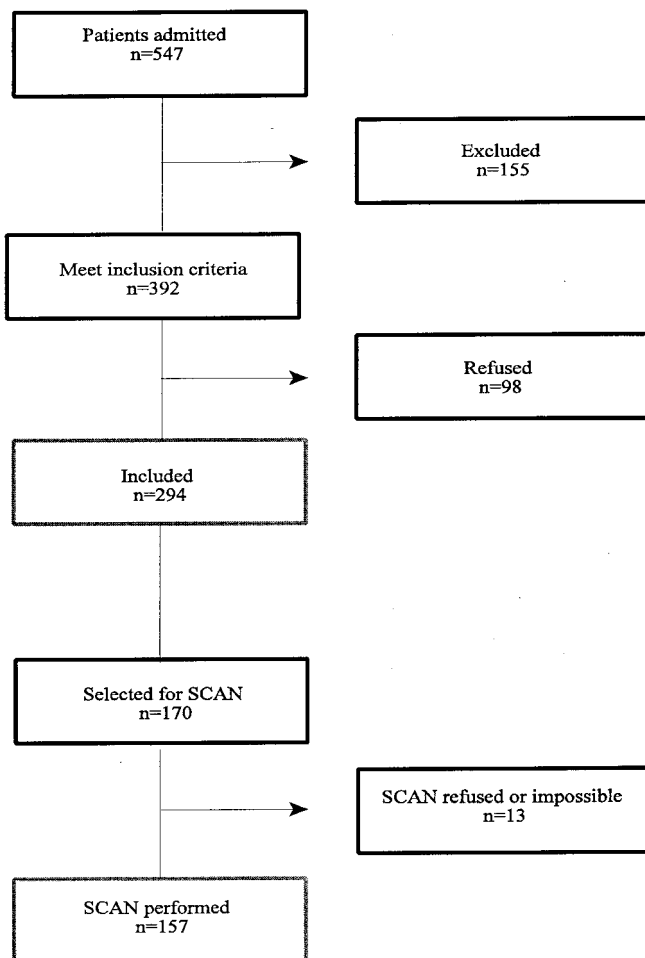 Patients admitted
n=547
Excluded
n=155
Meet inclusion criteria
n=392
Refused
n=98
Included
n=294
Selected for SCAN
n=170
SCAN refused or impossible
n=13
SCAN performed
n=157